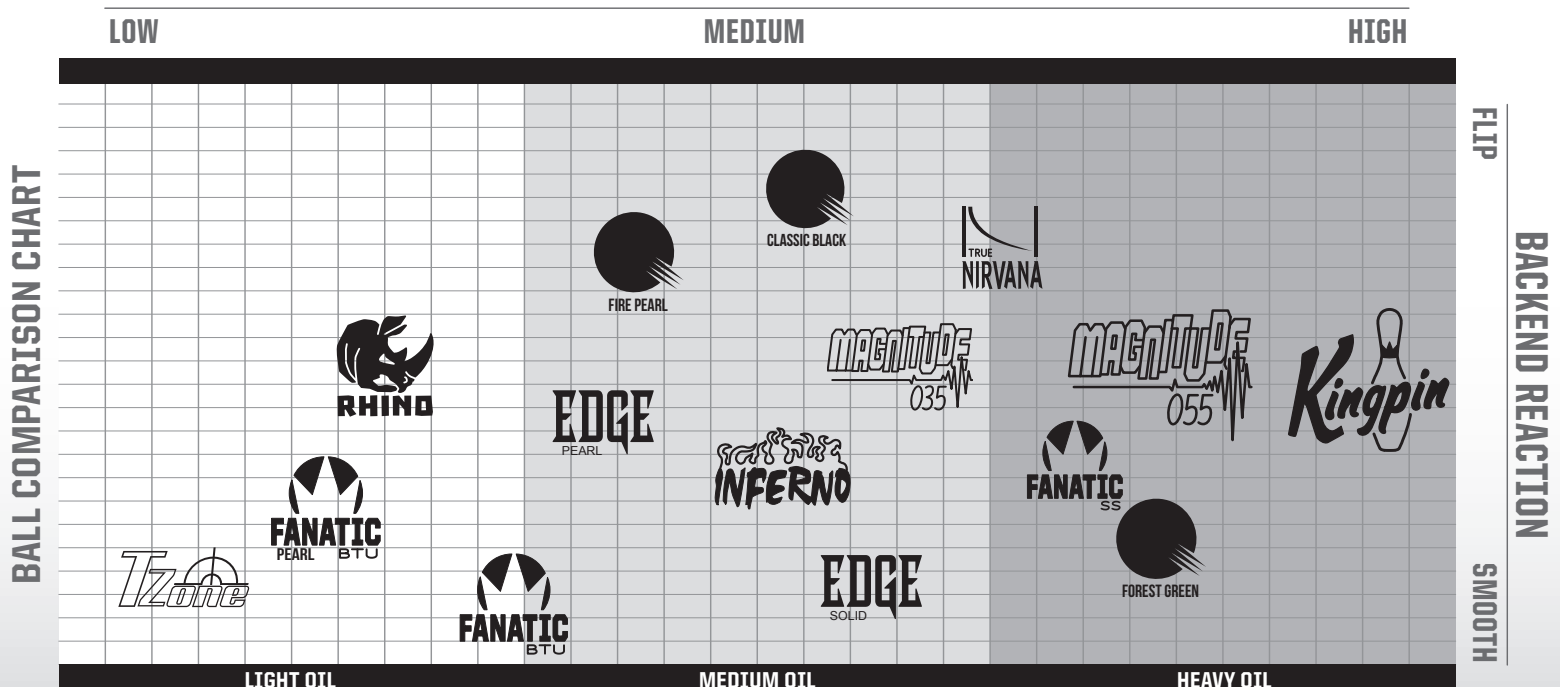 LOW MEDIUM HIGH
BALL COMPARISON CHART
FLIP
BACKEND REACTION
SMOOTH
CLASSIC BLACK
FIRE PEARL
TRUE
NIRVANA
RHINO
MAGNITUDE
035
MAGNITUDE
055
Kingpin
EDGE
PEARL
INFERNO
FANATIC
SS
FANATIC
PEARL BTU
TZone
FANATIC
BTU
EDGE
SOLID
FOREST GREEN
LIGHT OIL MEDIUM OIL HEAVY OIL